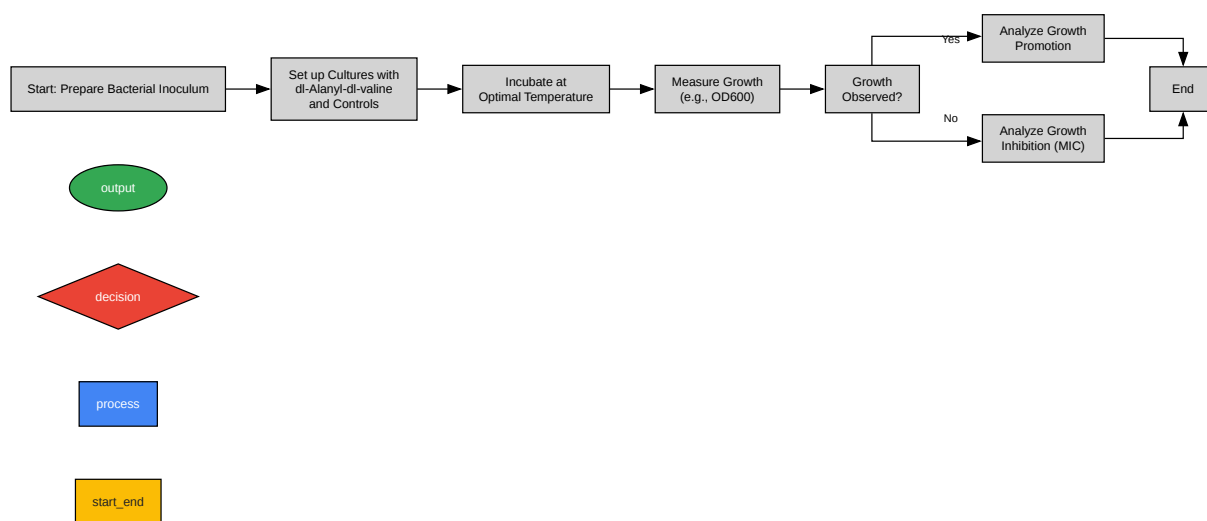 Start: Prepare Bacterial Inoculum
Set up Cultures with
dl-Alanyl-dl-valine
and Controls
Incubate at
Optimal Temperature
Measure Growth
(e.g., OD600)
Growth
Observed?
Yes
Analyze Growth
Promotion
No
Analyze Growth
Inhibition (MIC)
End
output
decision
process
start_end